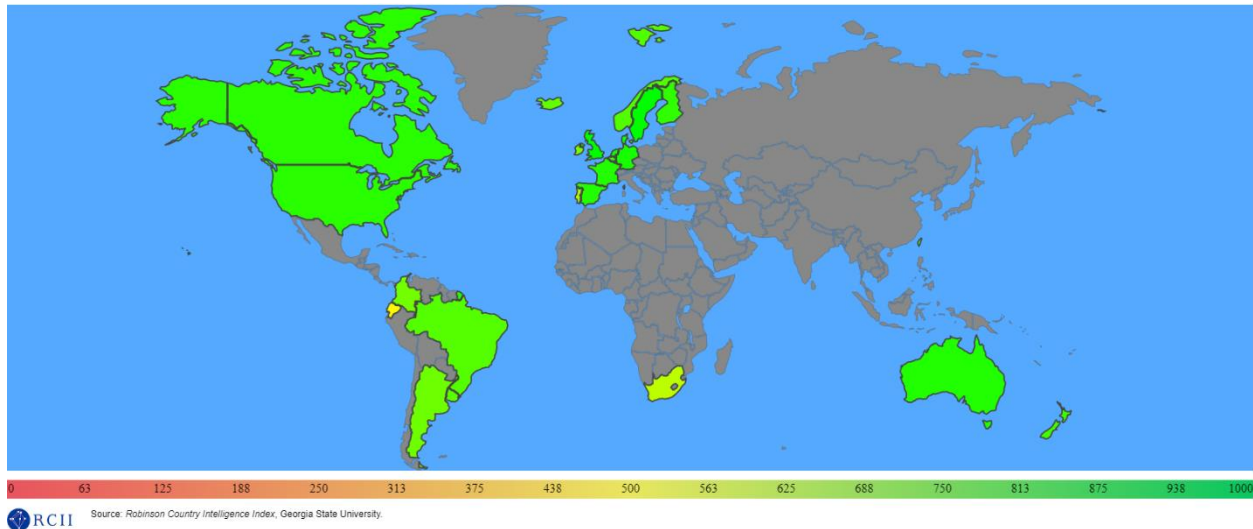 0 63 125 188 250 313 375 438 500 563 625 688 750 813 875 938 1000
RCII Source: Robinson Country Intelligence Index, Georgia State University.